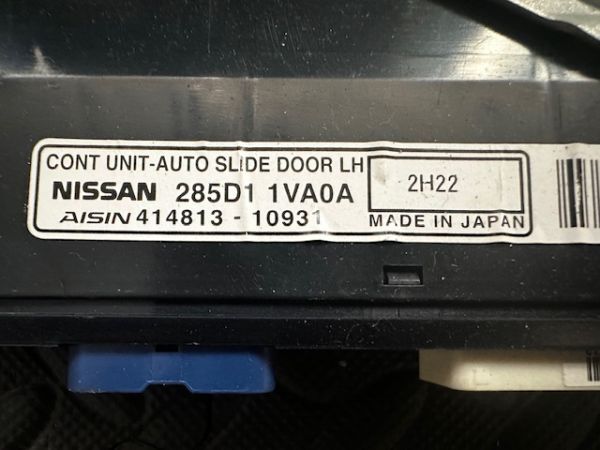 CONT UNIT-AUTO SLIDE DOOR LH
NISSAN 285D1 1VA0A
2H22
AISIN 414813 - 10931
MADE IN JAPAN